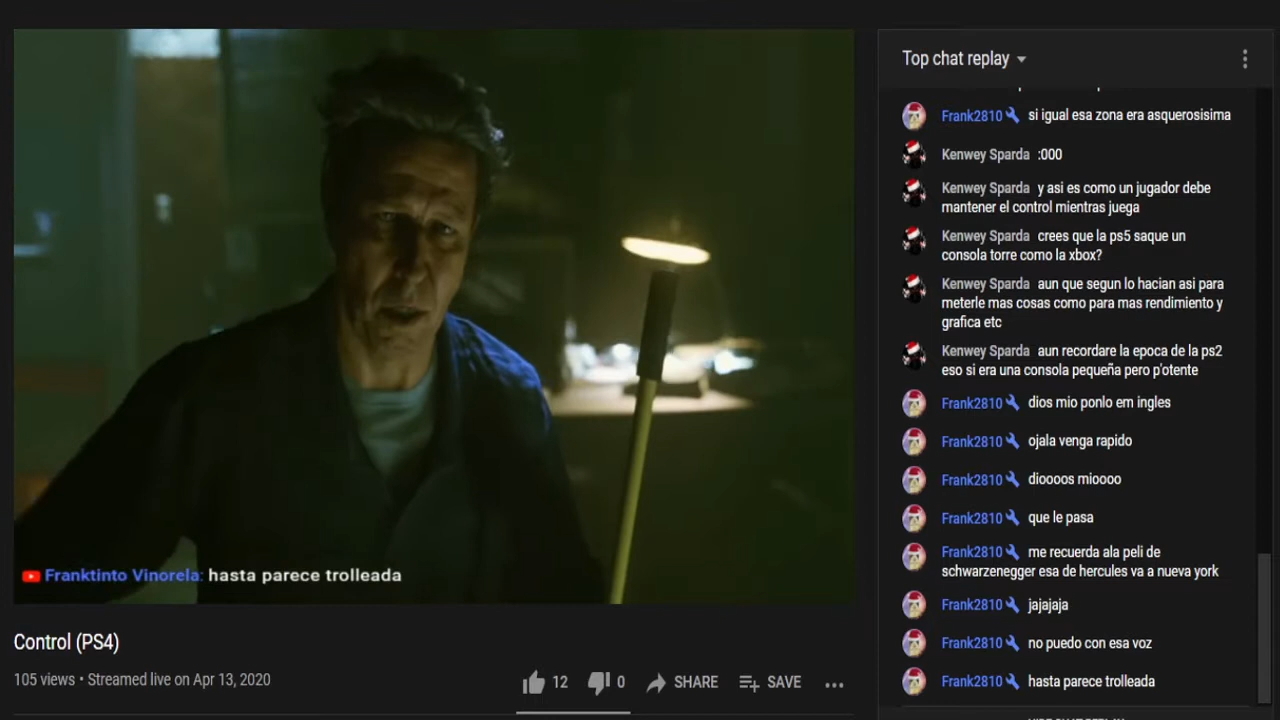 Top chat replay
Frank2810 si igual esa zona era asquerosisima
Kenwey Sparda :000
Kenwey Sparda y asi es como un jugador debe
mantener el control mientras juega
Kenwey Sparda crees que la ps5 saque un
consola torre como la xbox?
Kenwey Sparda aun que segun lo hacian asi para
meterle mas cosas como para mas rendimiento y
grafica etc
Kenwey Sparda aun recordare la epoca de la ps2
eso si era una consola pequeña pero p'otente
Frank2810 dios mio ponlo em ingles
Frank2810 ojala venga rapido
Frank2810 dioooos mioooo
Frank2810 que le pasa
Frank2810 me recuerda ala peli de
schwarzenegger esa de hercules va a nueva york
Frank2810 jajajaja
Frank2810 no puedo con esa voz
Frank2810 hasta parece trolleada
Franktinto Vinorela: hasta parece trolleada
Control (PS4)
105 views • Streamed live on Apr 13, 2020
12 0 SHARE SAVE